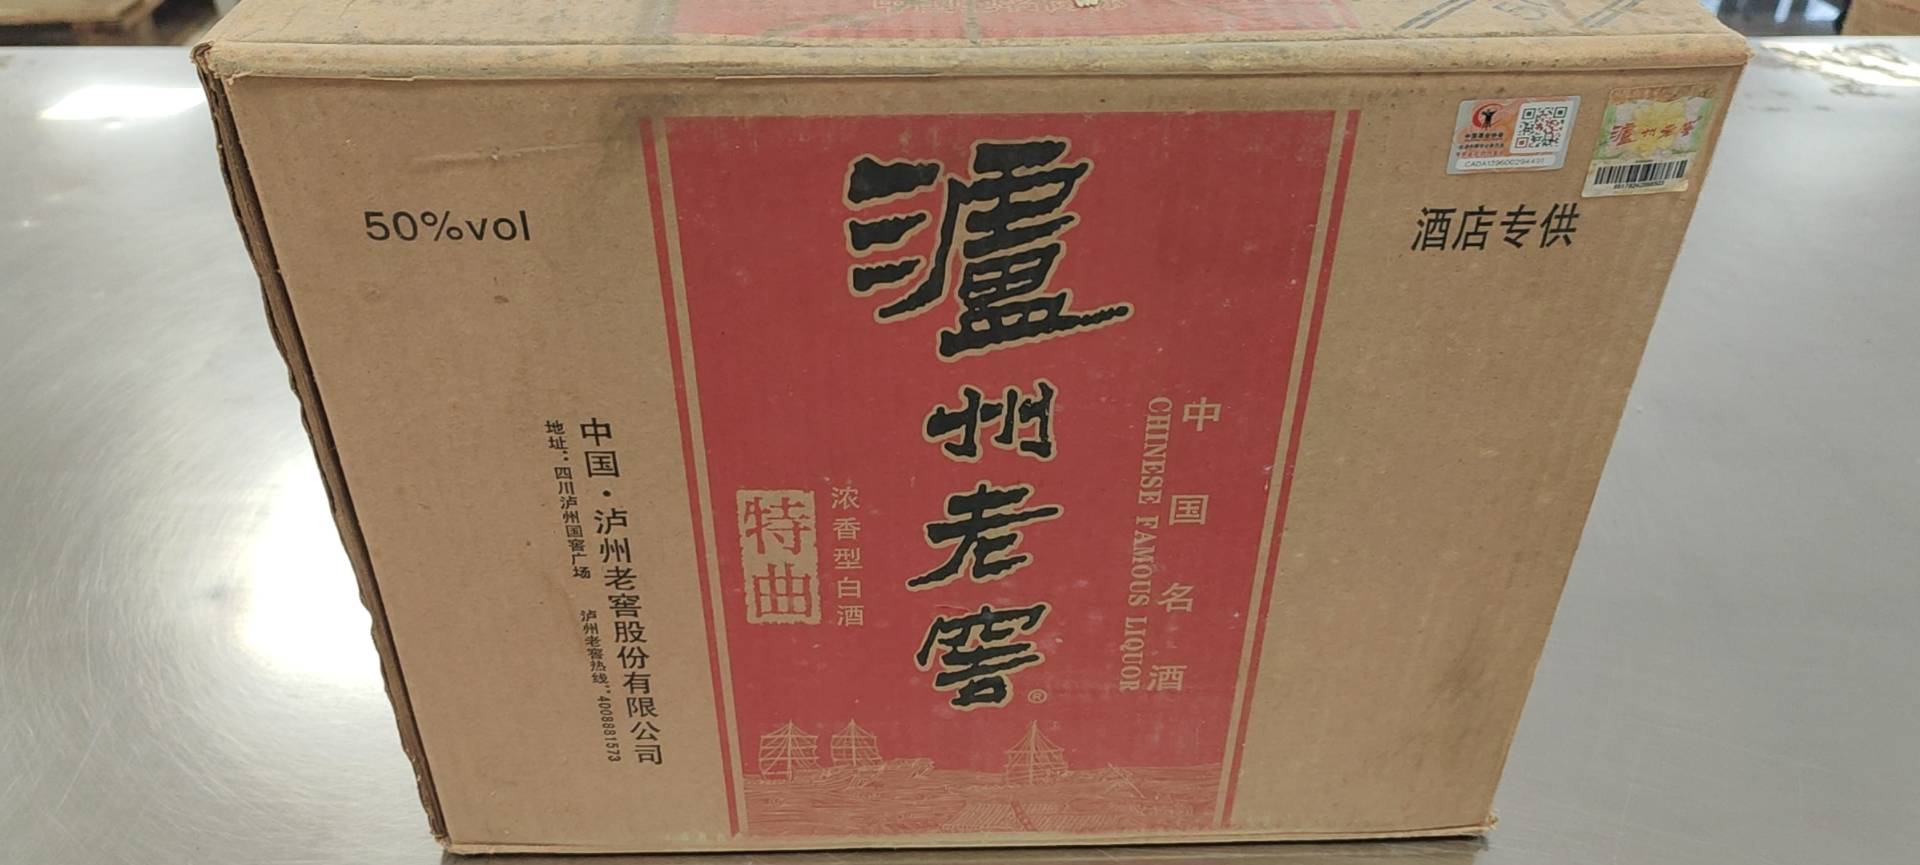 50%vol
泸州老窖
酒店专供
瀘州老窖®
中国名酒
CHINESE FAMOUS LIQUOR
浓香型白酒
特曲
中国·泸州老窖股份有限公司
地址:四川泸州国窖广场
泸州老窖热线:4008881573